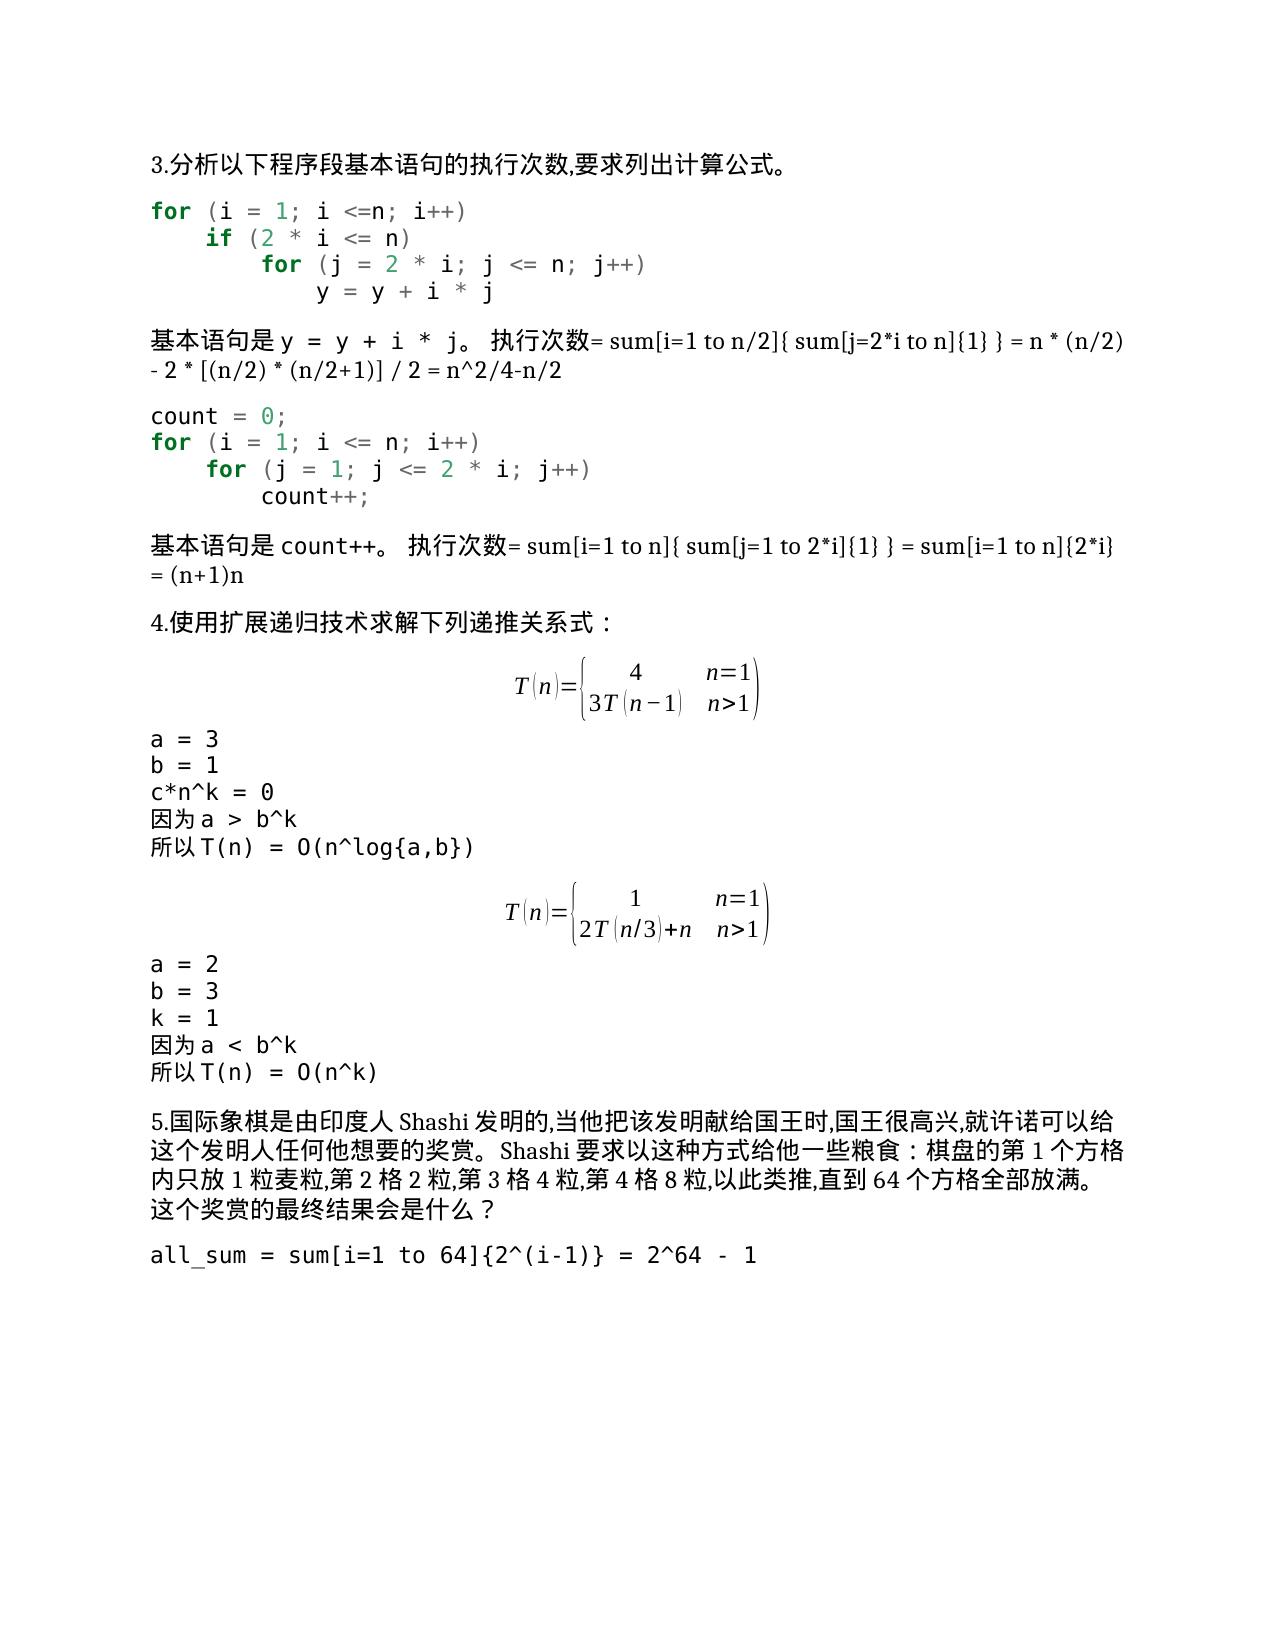 3.分析以下程序段基本语句的执行次数,要求列出计算公式。
for (i = 1; i <=n; i++)
    if (2 * i <= n)
        for (j = 2 * i; j <= n; j++)
            y = y + i * j
基本语句是 y = y + i * j。 执行次数= sum[i=1 to n/2]{ sum[j=2*i to n]{1} } = n * (n/2)
- 2 * [(n/2) * (n/2+1)] / 2 = n^2/4-n/2
count = 0;
for (i = 1; i <= n; i++)
    for (j = 1; j <= 2 * i; j++)
        count++;
基本语句是 count++。 执行次数= sum[i=1 to n]{ sum[j=1 to 2*i]{1} } = sum[i=1 to n]{2*i}
= (n+1)n
4.使用扩展递归技术求解下列递推关系式：
T(n)={ 4 n=1
3T(n−1) n>1 )
a = 3
b = 1
c*n^k = 0
因为 a > b^k
所以 T(n) = O(n^log{a,b})
T(n)={ 1 n=1
2T(n/3)+n n>1 )
a = 2
b = 3
k = 1
因为 a < b^k
所以 T(n) = O(n^k)
5.国际象棋是由印度人 Shashi 发明的,当他把该发明献给国王时,国王很高兴,就许诺可以给
这个发明人任何他想要的奖赏。Shashi 要求以这种方式给他一些粮食：棋盘的第 1 个方格
内只放 1 粒麦粒,第 2 格 2 粒,第 3 格 4 粒,第 4 格 8 粒,以此类推,直到 64 个方格全部放满。
这个奖赏的最终结果会是什么？
all_sum = sum[i=1 to 64]{2^(i-1)} = 2^64 - 1